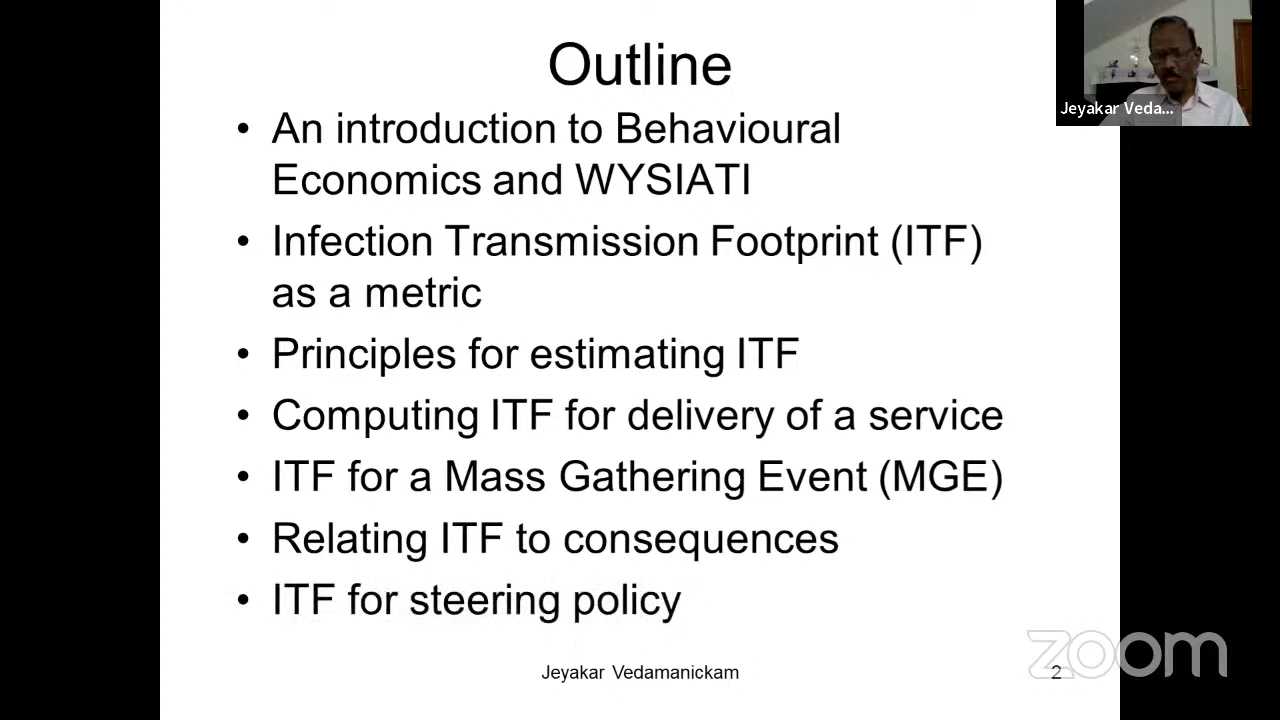 Outline
• An introduction to Behavioural
Economics and WYSIATI
• Infection Transmission Footprint (ITF)
as a metric
• Principles for estimating ITF
• Computing ITF for delivery of a service
• ITF for a Mass Gathering Event (MGE)
• Relating ITF to consequences
• ITF for steering policy
Jeyakar Vedamanickam
2
Jeyakar Veda...
zoom